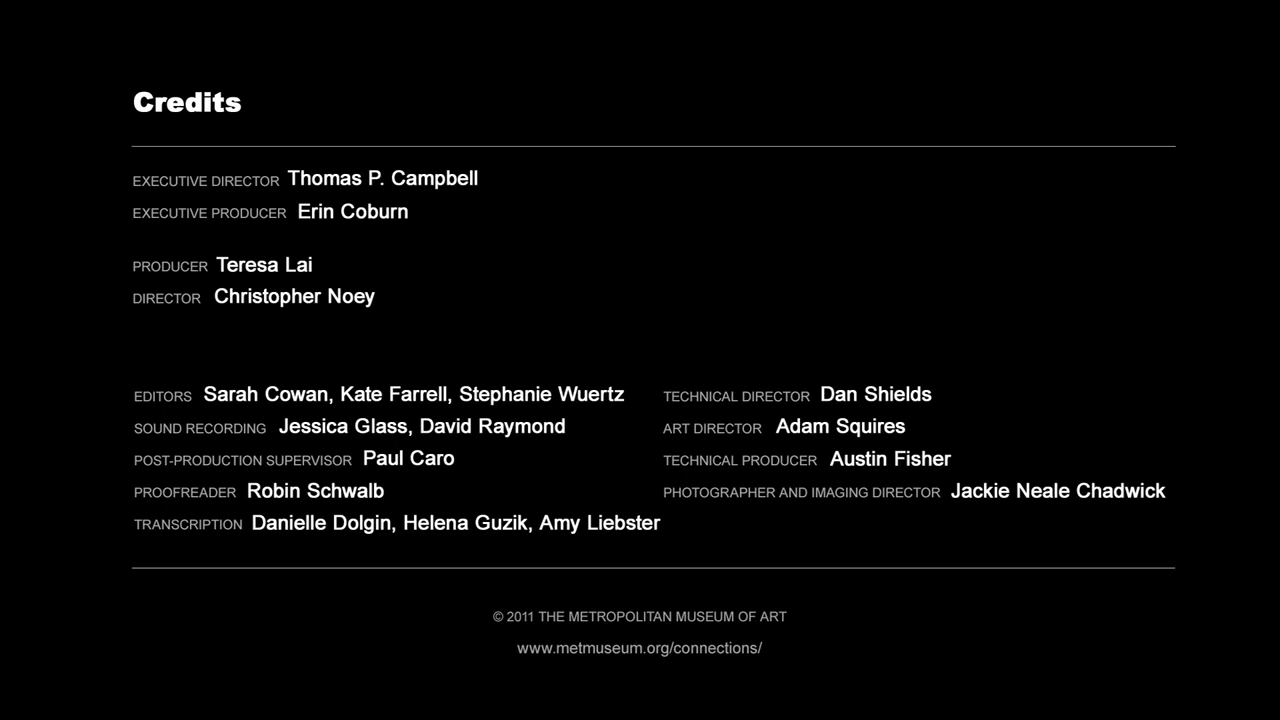 Credits
EXECUTIVE DIRECTOR Thomas P. Campbell
EXECUTIVE PRODUCER Erin Coburn
PRODUCER Teresa Lai
DIRECTOR Christopher Noey
EDITORS Sarah Cowan, Kate Farrell, Stephanie Wuertz
SOUND RECORDING Jessica Glass, David Raymond
POST-PRODUCTION SUPERVISOR Paul Caro
PROOFREADER Robin Schwalb
TRANSCRIPTION Danielle Dolgin, Helena Guzik, Amy Liebster
TECHNICAL DIRECTOR Dan Shields
ART DIRECTOR Adam Squires
TECHNICAL PRODUCER Austin Fisher
PHOTOGRAPHER AND IMAGING DIRECTOR Jackie Neale Chadwick
© 2011 THE METROPOLITAN MUSEUM OF ART
www.metmuseum.org/connections/